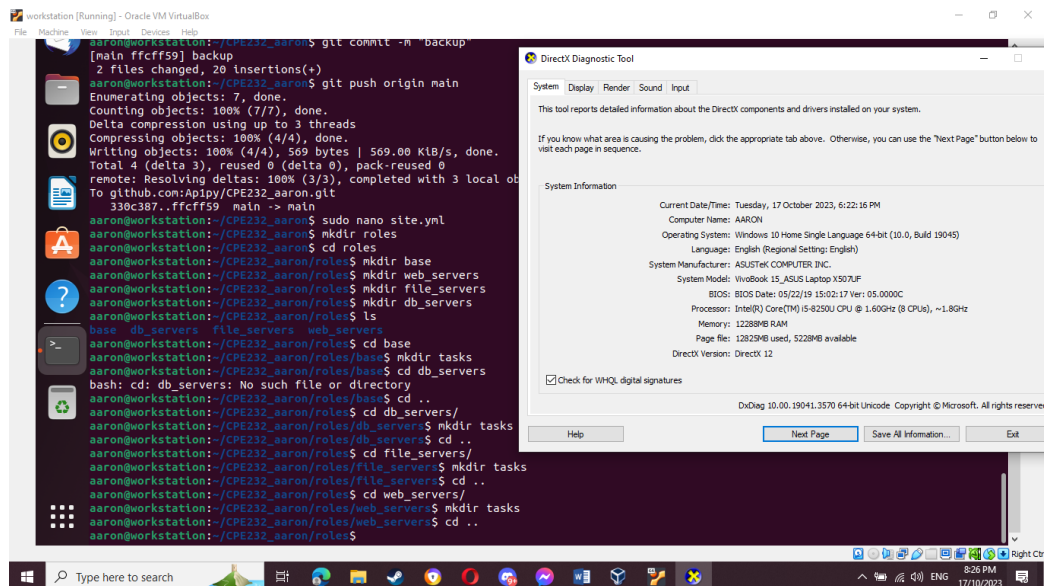 workstation [Running] - Oracle VM VirtualBox
File Machine View Input Devices Help
aaron@workstation:~/CPE232_aaron$ git commit -m "backup"
[main ffcff59] backup
2 files changed, 20 insertions(+)
aaron@workstation:~/CPE232_aaron$ git push origin main
Enumerating objects: 7, done.
Counting objects: 100% (7/7), done.
Delta compression using up to 3 threads
Compressing objects: 100% (4/4), done.
Writing objects: 100% (4/4), 569 bytes | 569.00 KiB/s, done.
Total 4 (delta 3), reused 0 (delta 0), pack-reused 0
remote: Resolving deltas: 100% (3/3), completed with 3 local ob
To github.com:Ap1py/CPE232_aaron.git
330c387..ffcff59 main -> main
aaron@workstation:~/CPE232_aaron$ sudo nano site.yml
aaron@workstation:~/CPE232_aaron$ mkdir roles
aaron@workstation:~/CPE232_aaron$ cd roles
aaron@workstation:~/CPE232_aaron/roles$ mkdir base
aaron@workstation:~/CPE232_aaron/roles$ mkdir web_servers
aaron@workstation:~/CPE232_aaron/roles$ mkdir file_servers
aaron@workstation:~/CPE232_aaron/roles$ mkdir db_servers
aaron@workstation:~/CPE232_aaron/roles$ ls
base db_servers file_servers web_servers
aaron@workstation:~/CPE232_aaron/roles$ cd base
aaron@workstation:~/CPE232_aaron/roles/base$ mkdir tasks
aaron@workstation:~/CPE232_aaron/roles/base$ cd db_servers
bash: cd: db_servers: No such file or directory
aaron@workstation:~/CPE232_aaron/roles/base$ cd ..
aaron@workstation:~/CPE232_aaron/roles$ cd db_servers/
aaron@workstation:~/CPE232_aaron/roles/db_servers$ mkdir tasks
aaron@workstation:~/CPE232_aaron/roles/db_servers$ cd ..
aaron@workstation:~/CPE232_aaron/roles$ cd file_servers/
aaron@workstation:~/CPE232_aaron/roles/file_servers$ mkdir tasks
aaron@workstation:~/CPE232_aaron/roles/file_servers$ cd ..
aaron@workstation:~/CPE232_aaron/roles$ cd web_servers/
aaron@workstation:~/CPE232_aaron/roles/web_servers$ mkdir tasks
aaron@workstation:~/CPE232_aaron/roles/web_servers$ cd ..
aaron@workstation:~/CPE232_aaron/roles$
DirectX Diagnostic Tool
System Display Render Sound Input
This tool reports detailed information about the DirectX components and drivers installed on your system.
If you know what area is causing the problem, click the appropriate tab above. Otherwise, you can use the "Next Page" button below to
visit each page in sequence.
System Information
Current Date/Time: Tuesday, 17 October 2023, 6:22:16 PM
Computer Name: AARON
Operating System: Windows 10 Home Single Language 64-bit (10.0, Build 19045)
Language: English (Regional Setting: English)
System Manufacturer: ASUSTeK COMPUTER INC.
System Model: VivoBook 15_ASUS Laptop X507UF
BIOS: BIOS Date: 05/22/19 15:02:17 Ver: 05.0000C
Processor: Intel(R) Core(TM) i5-8250U CPU @ 1.60GHz (8 CPUs), ~1.8GHz
Memory: 12288MB RAM
Page file: 12825MB used, 5228MB available
DirectX Version: DirectX 12
Check for WHQL digital signatures
DxDiag 10.00.19041.3570 64-bit Unicode Copyright © Microsoft. All rights reserve
Help Next Page Save All Information... Exit
Right Ctr
Type here to search
ENG
8:26 PM
17/10/2023